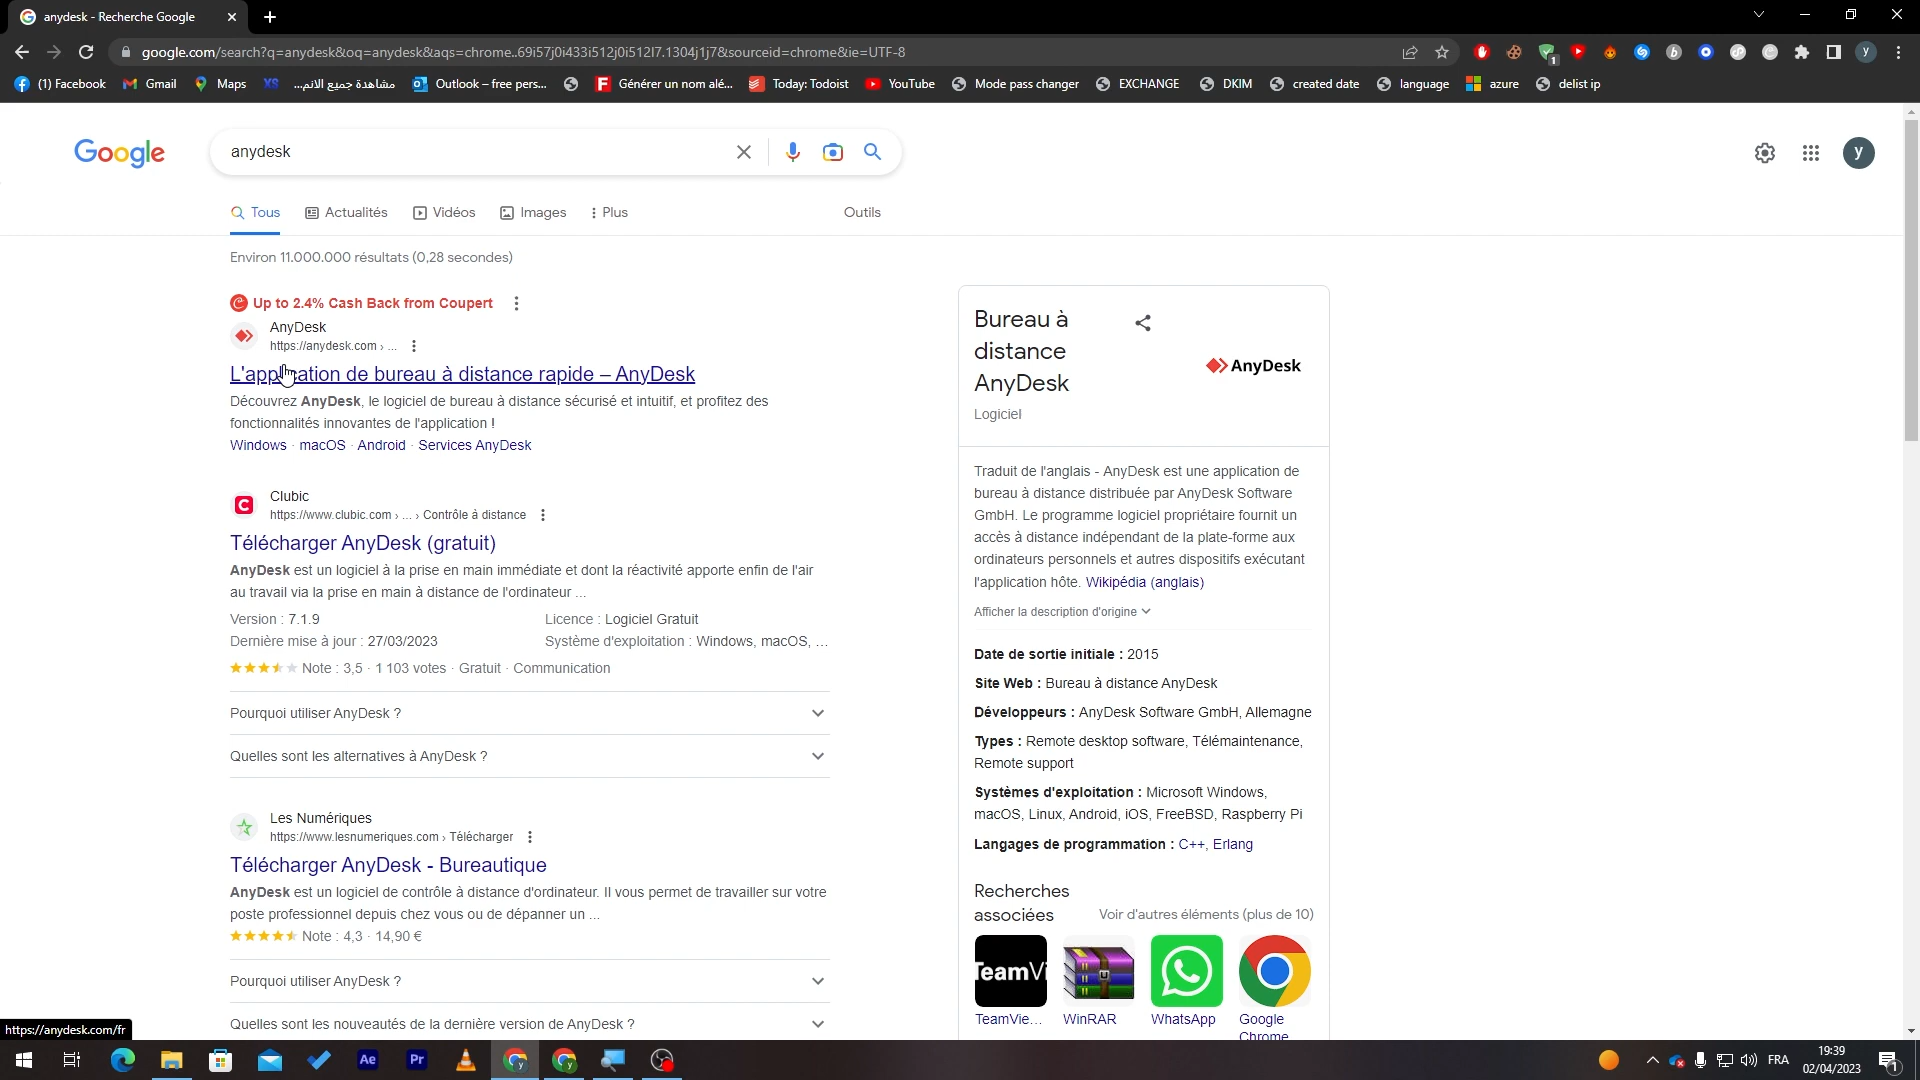 anydesk - Recherche Google
google.com/search?q=anydesk&oq=anydesk&aqs=chrome..69i57j0i433i512j0i512l7.1304j1j7&sourceid=chrome&ie=UTF-8
(1) Facebook
Gmail
Maps
XS
مشاهدة جميع الانم...
Outlook – free pers...
Générer un nom alé...
Today: Todoist
YouTube
Mode pass changer
EXCHANGE
DKIM
created date
language
azure
delist ip
Google
anydesk
y
Tous
Actualités
Vidéos
Images
Plus
Outils
Environ 11.000.000 résultats (0,28 secondes)
Up to 2.4% Cash Back from Coupert
AnyDesk
https://anydesk.com › ...
L'application de bureau à distance rapide – AnyDesk
Découvrez AnyDesk, le logiciel de bureau à distance sécurisé et intuitif, et profitez des
fonctionnalités innovantes de l'application !
Windows · macOS · Android · Services AnyDesk
Clubic
https://www.clubic.com › ... › Contrôle à distance
Télécharger AnyDesk (gratuit)
AnyDesk est un logiciel à la prise en main immédiate et dont la réactivité apporte enfin de l'air
au travail via la prise en main à distance de l'ordinateur ...
Version : 7.1.9
Licence : Logiciel Gratuit
Dernière mise à jour : 27/03/2023
Système d'exploitation : Windows, macOS, ...
Note : 3,5 · 1 103 votes · Gratuit · Communication
Pourquoi utiliser AnyDesk ?
Quelles sont les alternatives à AnyDesk ?
Les Numériques
https://www.lesnumeriques.com › Télécharger
Télécharger AnyDesk - Bureautique
AnyDesk est un logiciel de contrôle à distance d'ordinateur. Il vous permet de travailler sur votre
poste professionnel depuis chez vous ou de dépanner un ...
Note : 4,3 · 14,90 €
Pourquoi utiliser AnyDesk ?
Quelles sont les nouveautés de la dernière version de AnyDesk ?
Bureau à
distance
AnyDesk
Logiciel
AnyDesk
Traduit de l'anglais - AnyDesk est une application de
bureau à distance distribuée par AnyDesk Software
GmbH. Le programme logiciel propriétaire fournit un
accès à distance indépendant de la plate-forme aux
ordinateurs personnels et autres dispositifs exécutant
l'application hôte. Wikipédia (anglais)
Afficher la description d'origine
Date de sortie initiale : 2015
Site Web : Bureau à distance AnyDesk
Développeurs : AnyDesk Software GmbH, Allemagne
Types : Remote desktop software, Télémaintenance,
Remote support
Systèmes d'exploitation : Microsoft Windows,
macOS, Linux, Android, iOS, FreeBSD, Raspberry Pi
Langages de programmation : C++, Erlang
Recherches
associées
Voir d'autres éléments (plus de 10)
TeamVi
TeamVie...
WinRAR
WhatsApp
Google
Chrome
https://anydesk.com/fr
Ae
Pr
FRA
19:39
02/04/2023
1